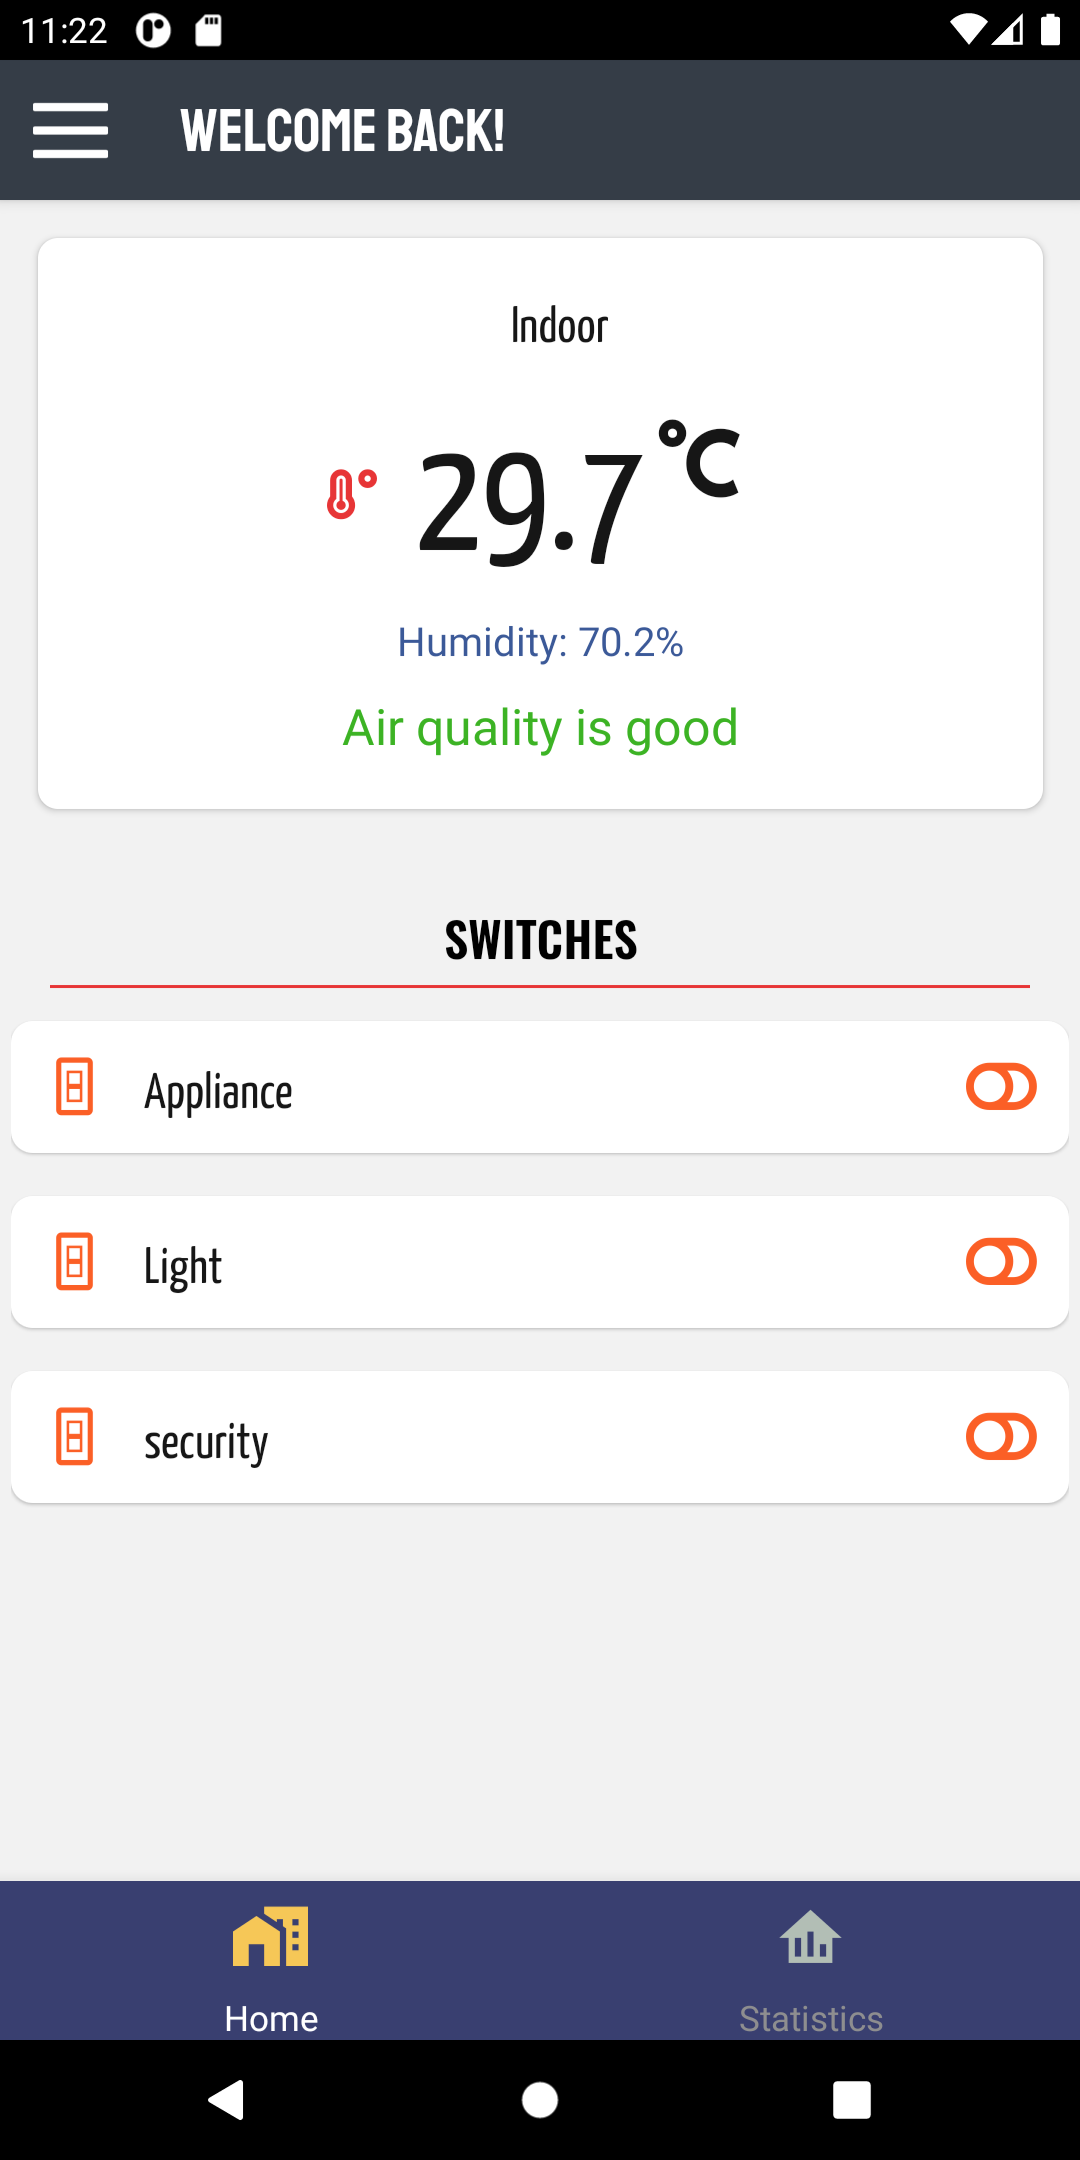 11:22
WELCOME BACK!
Indoor
29.7 °C
Humidity: 70.2%
Air quality is good
SWITCHES
Appliance
Light
security
Home
Statistics